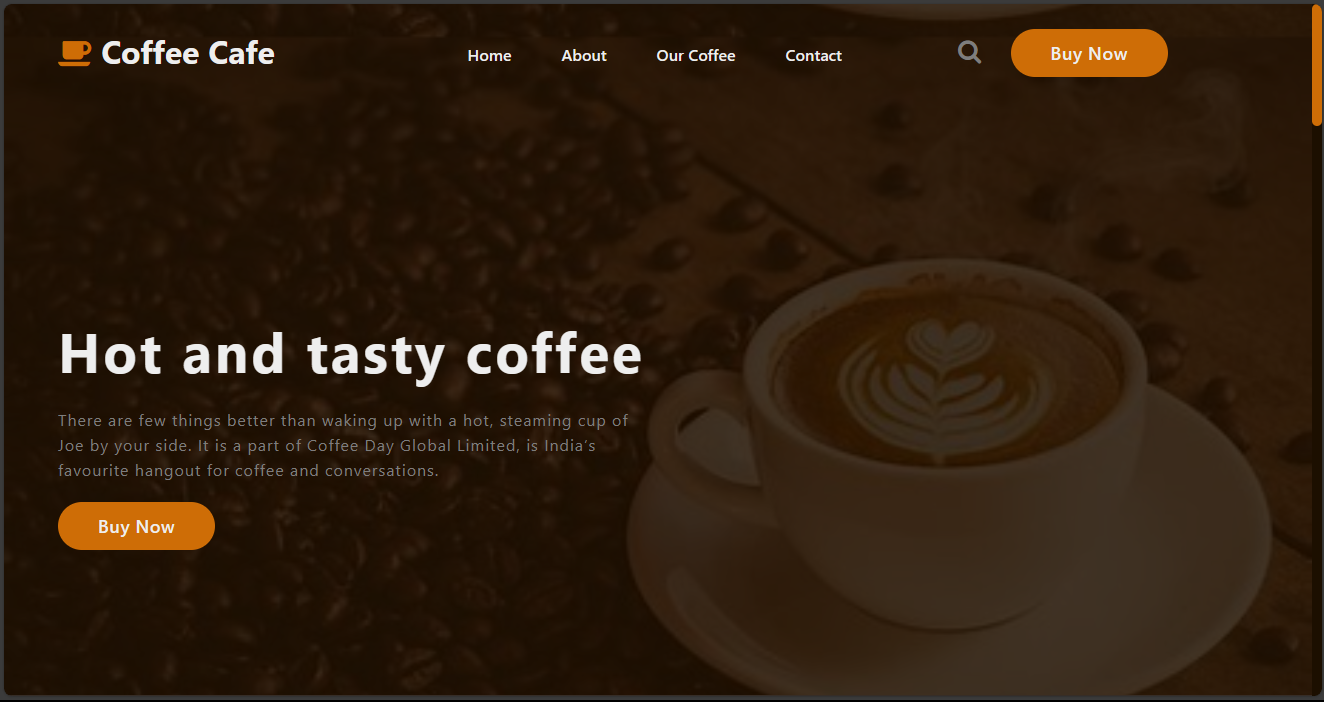 Coffee Cafe
Home
About
Our Coffee
Contact
Buy Now
Hot and tasty coffee
There are few things better than waking up with a hot, steaming cup of
Joe by your side. It is a part of Coffee Day Global Limited, is India's
favourite hangout for coffee and conversations.
Buy Now